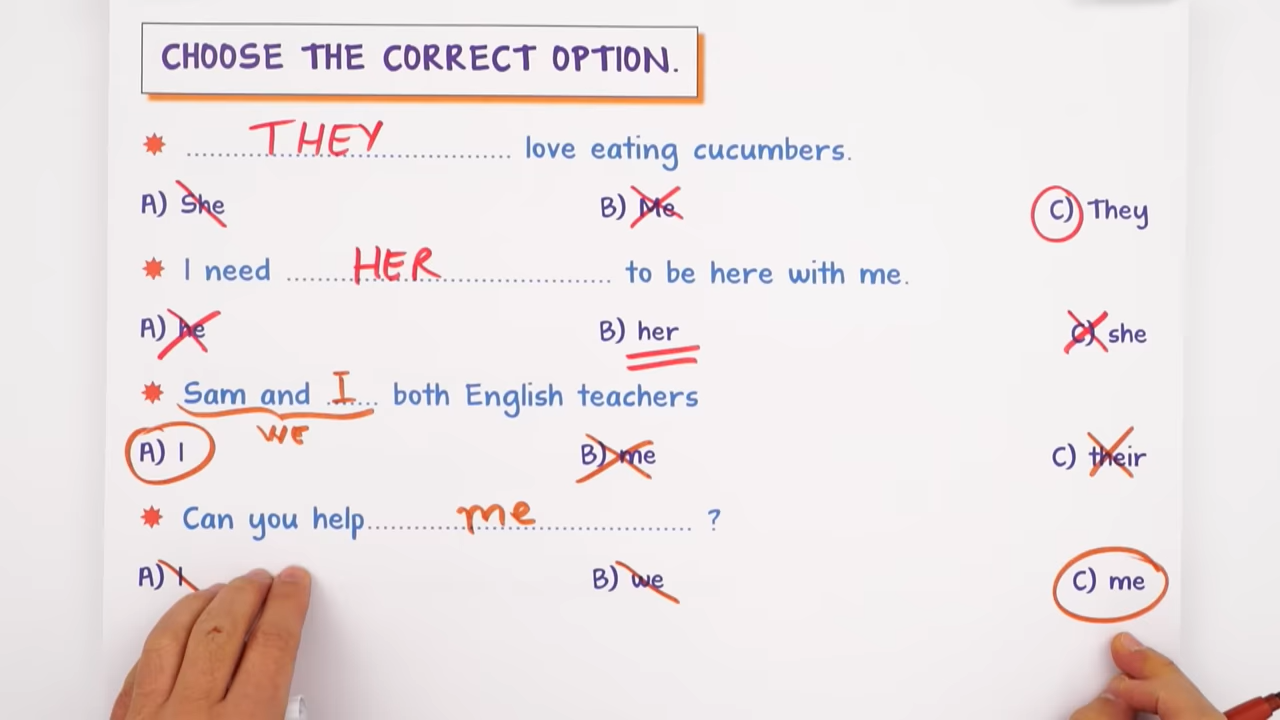 CHOOSE THE CORRECT OPTION.
THEY love eating cucumbers.
A) She B) Me C) They
I need HER to be here with me.
A) he B) her C) she
Sam and I both English teachers
WE
A) I B) me C) their
Can you help me ?
A) I B) we C) me